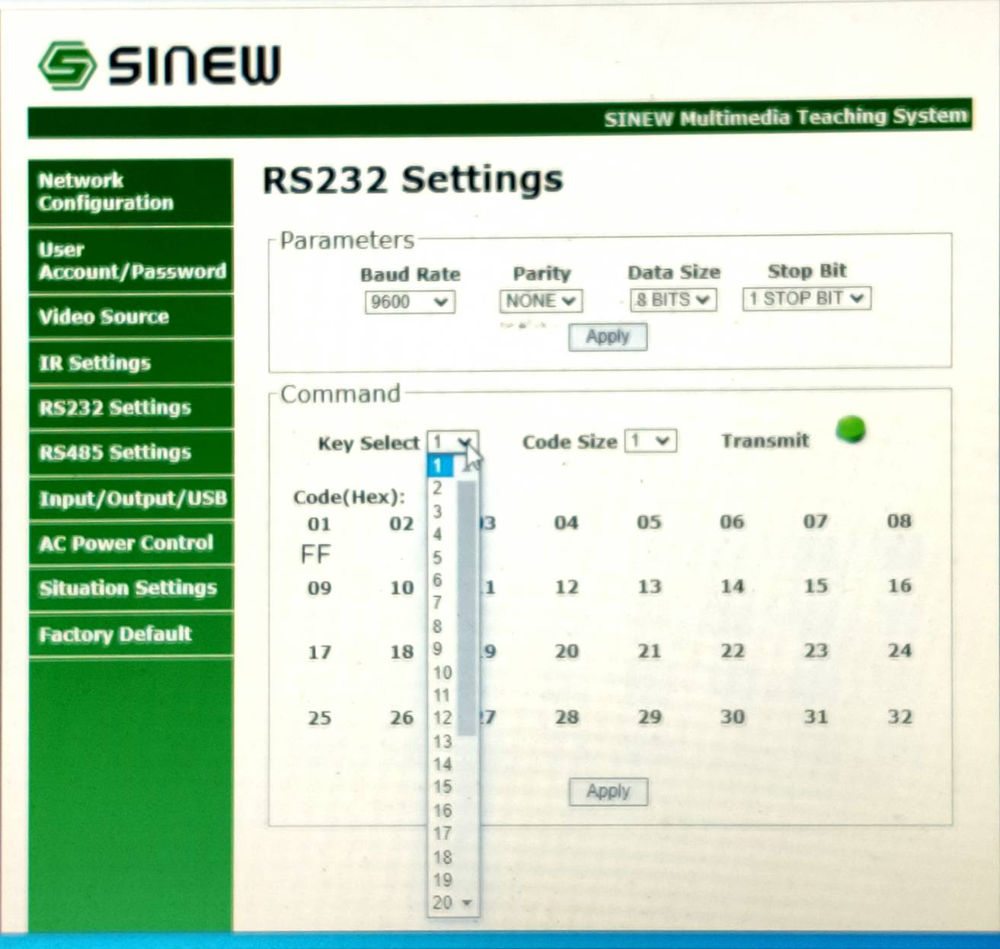 SINEW
SINEW Multimedia Teaching System
Network
Configuration
User
Account/Password
Video Source
IR Settings
RS232 Settings
RS485 Settings
Input/Output/USB
AC Power Control
Situation Settings
Factory Default
RS232 Settings
Parameters
Baud Rate Parity Data Size Stop Bit
9600 NONE 8 BITS 1 STOP BIT
Apply
Command
Key Select 1 Code Size 1 Transmit
1
2
3
4
5
6
7
8
9
10
11
12
13
14
15
16
17
18
19
20
Code(Hex):
01 02 3 04 05 06 07 08
FF
09 10 1 12 13 14 15 16
17 18 9 20 21 22 23 24
25 26 7 28 29 30 31 32
Apply